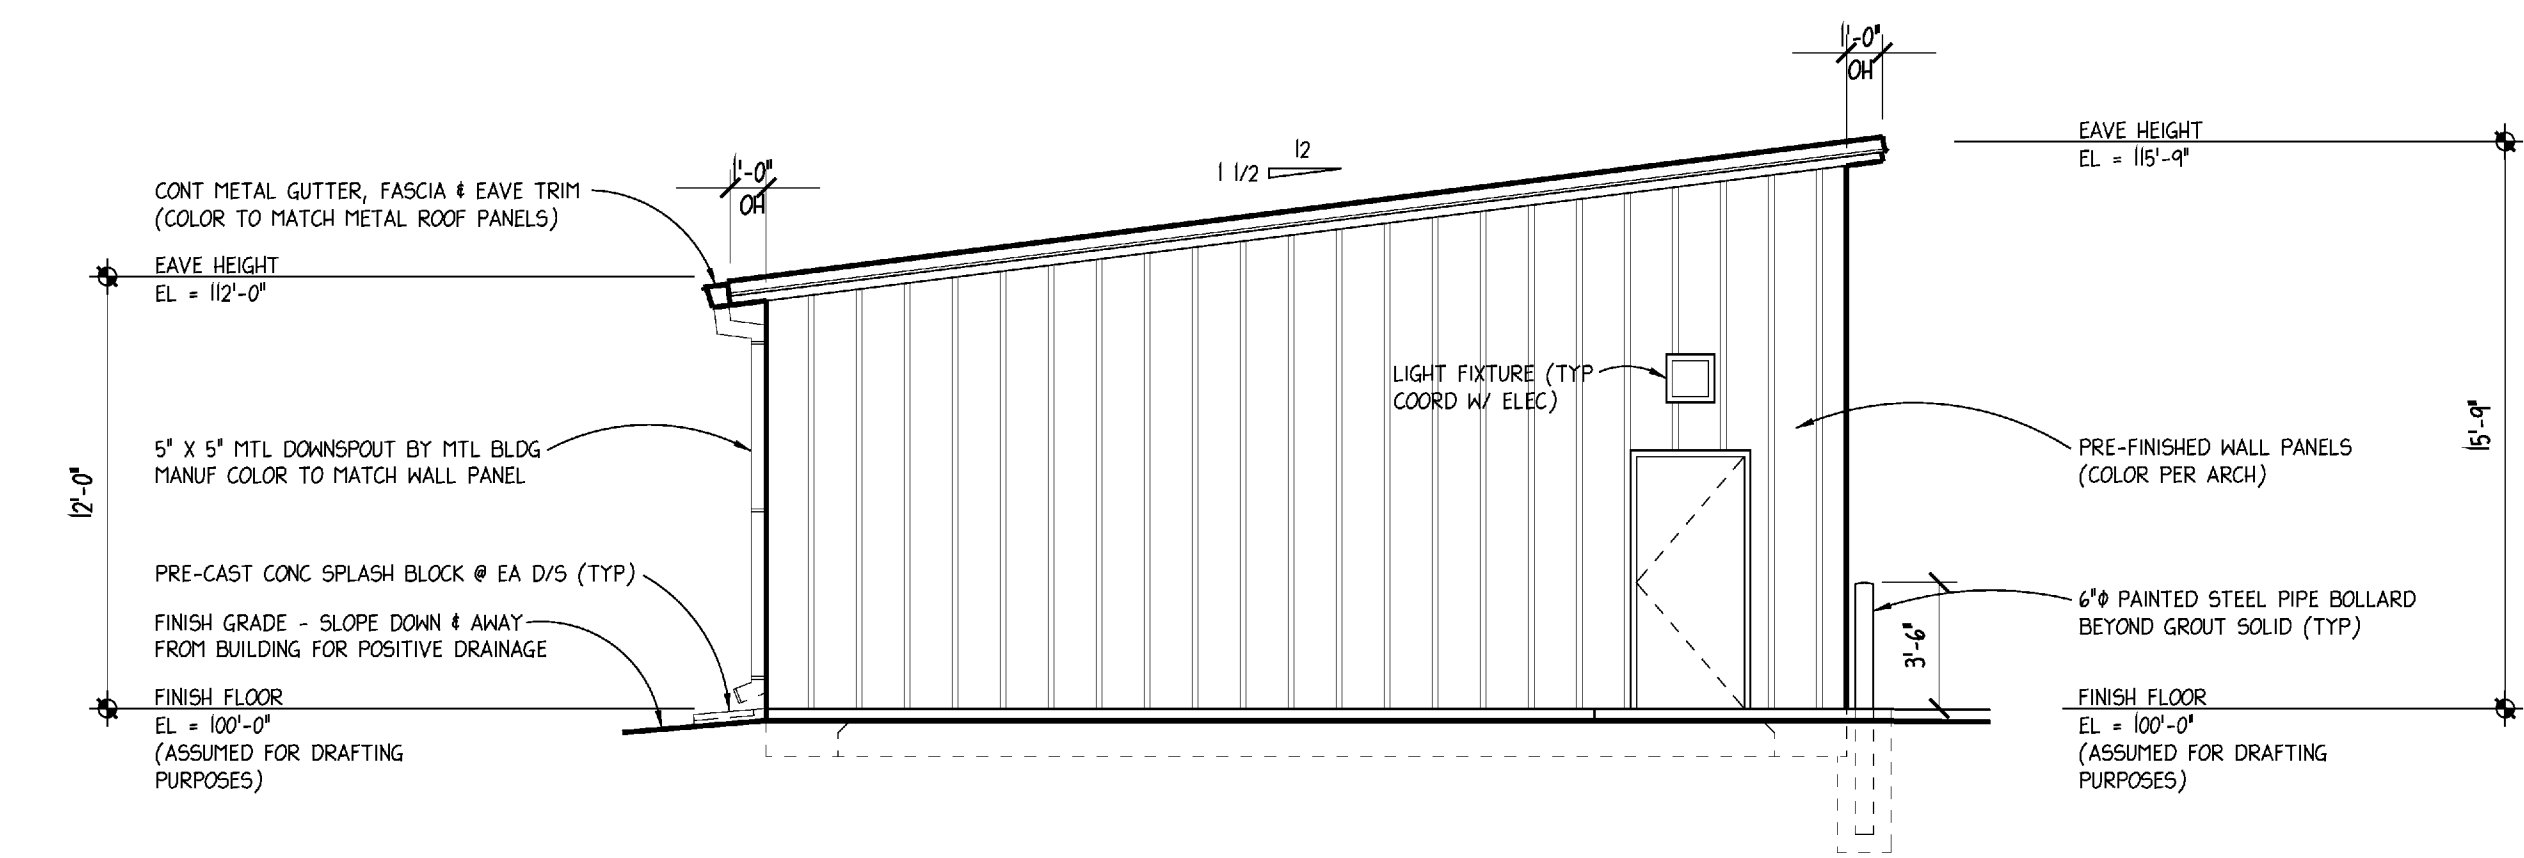 1'-0"
OH
1'-0"
OH
12
1 1/2
CONT METAL GUTTER, FASCIA & EAVE TRIM
(COLOR TO MATCH METAL ROOF PANELS)
EAVE HEIGHT
EL = 112'-0"
EAVE HEIGHT
EL = 115'-9"
LIGHT FIXTURE (TYP
COORD W/ ELEC)
5" X 5" MTL DOWNSPOUT BY MTL BLDG
MANUF COLOR TO MATCH WALL PANEL
12'-0"
15'-9"
PRE-FINISHED WALL PANELS
(COLOR PER ARCH)
PRE-CAST CONC SPLASH BLOCK @ EA D/S (TYP)
FINISH GRADE - SLOPE DOWN & AWAY
FROM BUILDING FOR POSITIVE DRAINAGE
3'-6"
6"ϕ PAINTED STEEL PIPE BOLLARD
BEYOND GROUT SOLID (TYP)
FINISH FLOOR
EL = 100'-0"
(ASSUMED FOR DRAFTING
PURPOSES)
FINISH FLOOR
EL = 100'-0"
(ASSUMED FOR DRAFTING
PURPOSES)